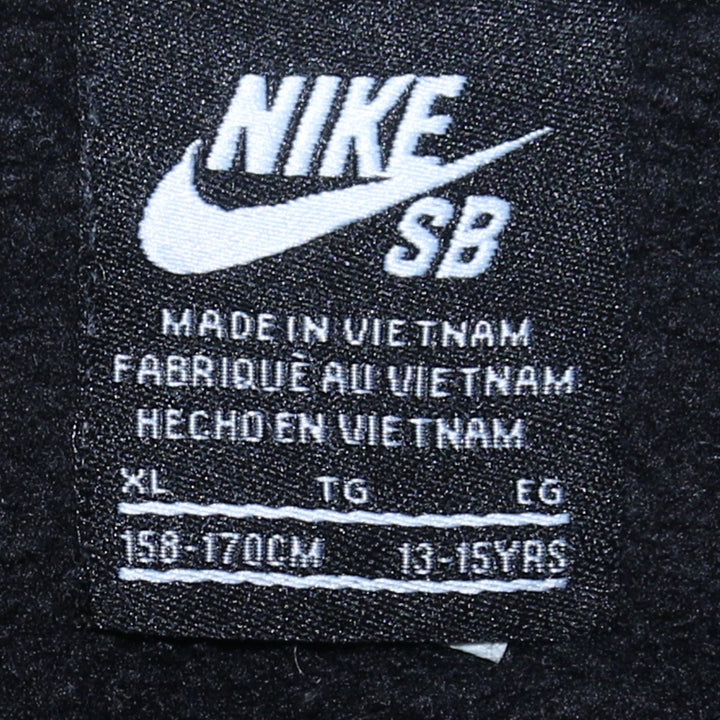 NIKE
SB
MADE IN VIETNAM
FABRIQUÈ AU VIETNAM
HECHO EN VIETNAM
XL TG EG
158-170CM 13-15YRS